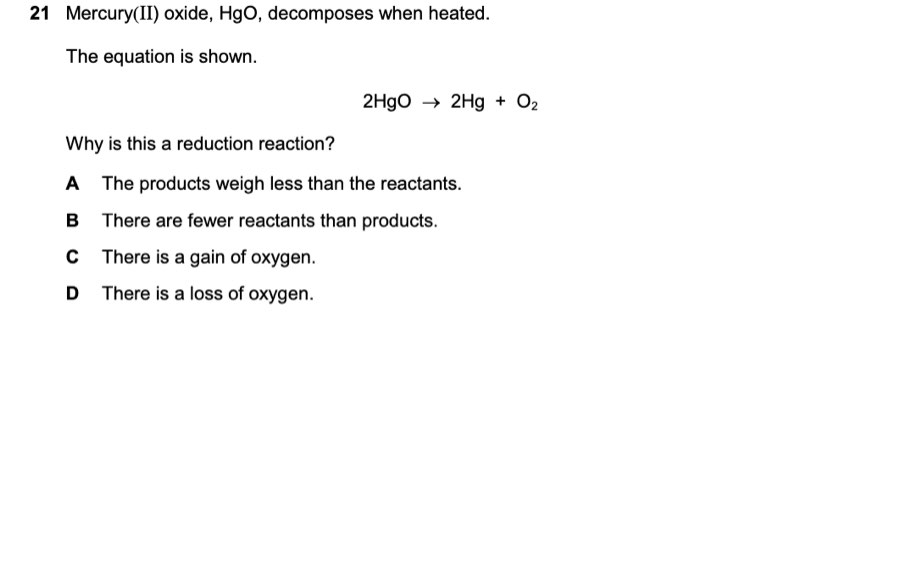 21 Mercury(II) oxide, HgO, decomposes when heated.
The equation is shown.
2HgO → 2Hg + O₂
Why is this a reduction reaction?
A The products weigh less than the reactants.
B There are fewer reactants than products.
C There is a gain of oxygen.
D There is a loss of oxygen.